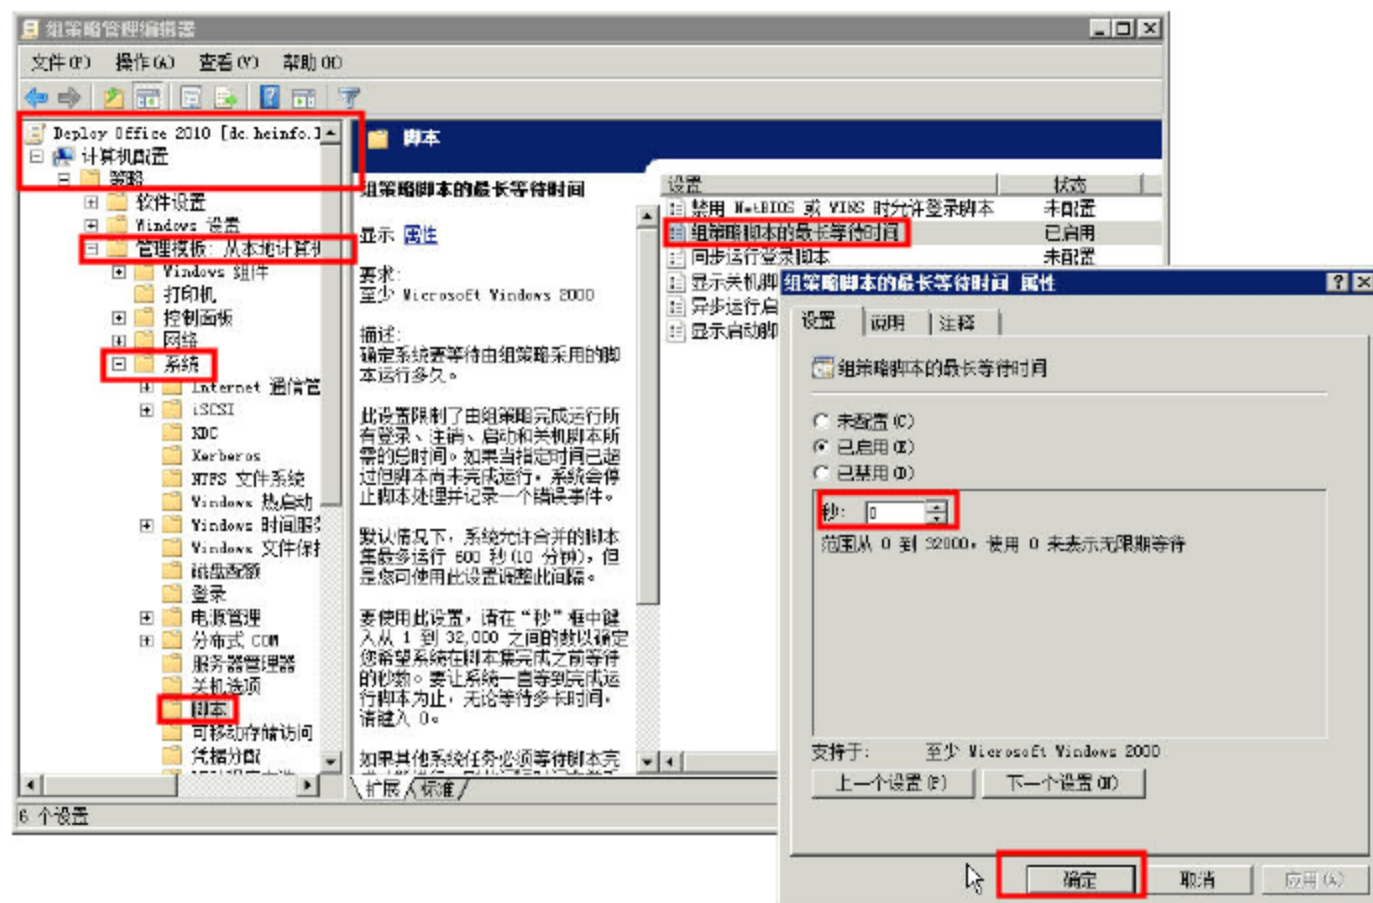 组策略管理编辑器
文件(F) 操作(A) 查看(V) 帮助(H)
Deploy Office 2010 [dc.heinfo.l
计算机配置
策略
软件设置
Windows 设置
管理模板: 从本地计算机
Windows 组件
打印机
控制面板
网络
系统
Internet 通信管
iSCSI
KDC
Kerberos
NTFS 文件系统
Windows 热启动
Windows 时间服务
Windows 文件保护
磁盘配额
登录
电源管理
分布式 COM
服务器管理器
关机选项
脚本
可移动存储访问
凭据分配
6 个设置
脚本
组策略脚本的最长等待时间
显示 属性
要求:
至少 Microsoft Windows 2000
描述:
确定系统要等待由组策略采用的脚
本运行多久。
此设置限制了由组策略完成运行所
有登录、注销、启动和关机脚本所
需的总时间。如果当指定时间已超
过但脚本尚未完成运行，系统会停
止脚本处理并记录一个错误事件。
默认情况下，系统允许合并的脚本
集最多运行 600 秒(10 分钟)，但
是您可使用此设置调整此间隔。
要使用此设置，请在“秒”框中键
入从 1 到 32,000 之间的数以确定
您希望系统在脚本集完成之前等待
的秒数。要让系统一直等到完成运
行脚本为止，无论等待多长时间，
请键入 0。
如果其他系统任务必须等待脚本完
扩展 标准
设置 状态
禁用 NetBIOS 或 WINS 时允许登录脚本 未配置
组策略脚本的最长等待时间 已启用
同步运行登录脚本 未配置
显示关机脚
异步运行启
显示启动脚
组策略脚本的最长等待时间 属性
设置 说明 注释
组策略脚本的最长等待时间
未配置(C)
已启用(E)
已禁用(D)
秒: 0
范围从 0 到 32000，使用 0 来表示无限期等待
支持于: 至少 Microsoft Windows 2000
上一个设置(P) 下一个设置(N)
确定 取消 应用(A)